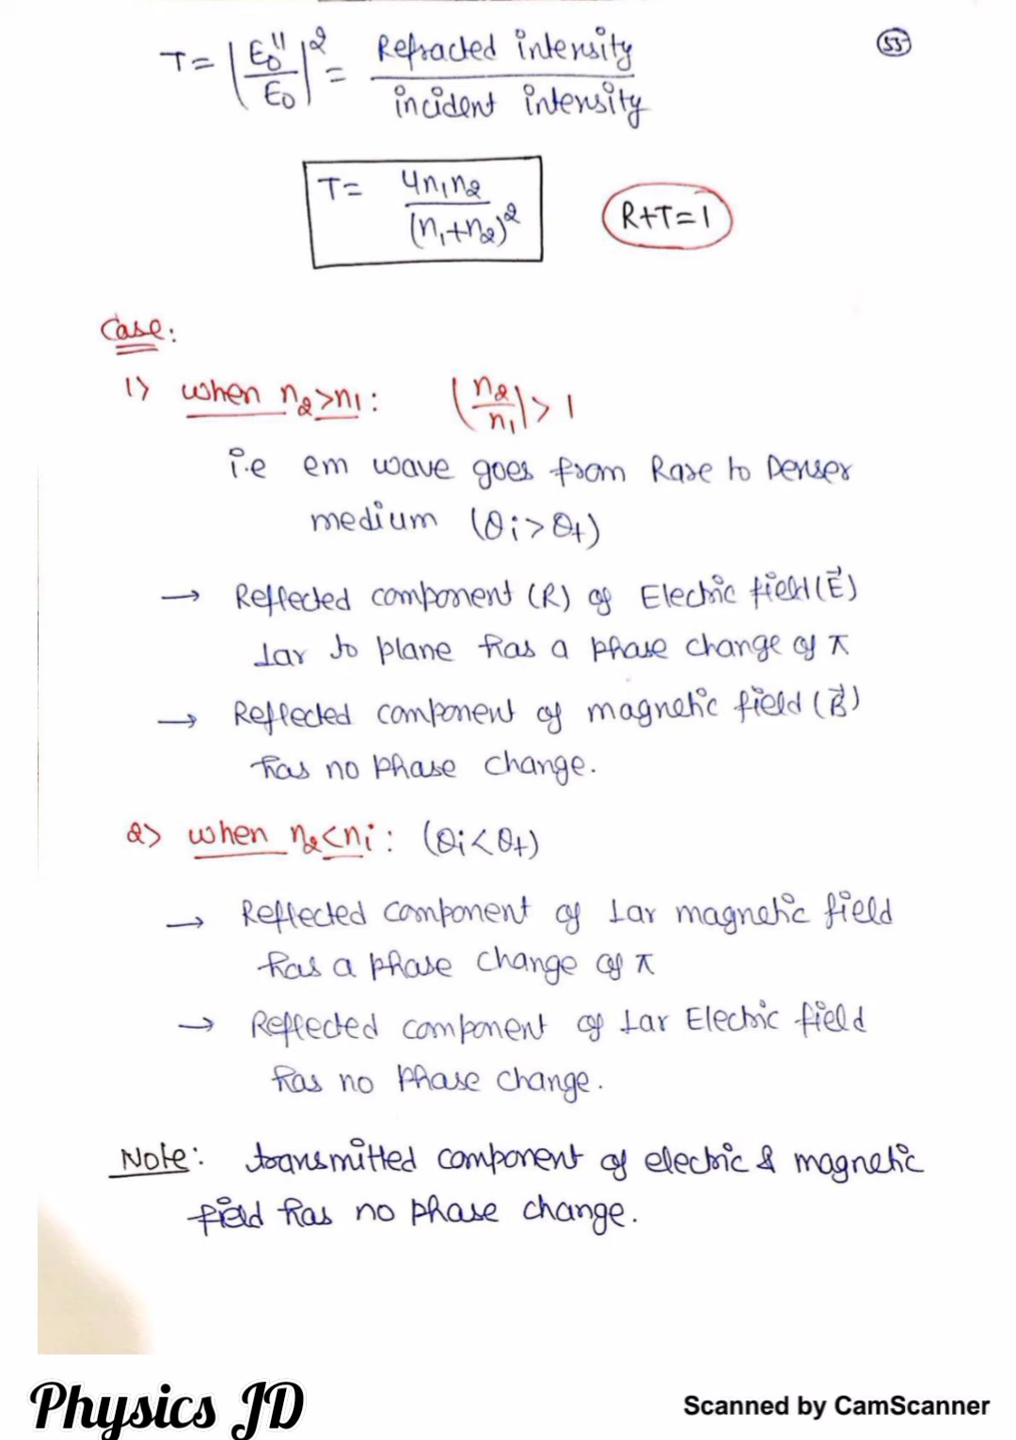 T = |E₀''/E₀|² = Refracted intensity / incident intensity
53
T = 4n₁n₂ / (n₁+n₂)²
R+T=1
Case:
1) when n₂>n₁: (n₂/n₁)>1
i.e em wave goes from Rare to Denser
medium (θi>θt)
→ Reflected component (R) of Electric field (E⃗)
⊥ar to plane has a phase change of π
→ Reflected component of magnetic field (B⃗)
has no phase change.
2) when n₂<n₁: (θi<θt)
→ Reflected component of ⊥ar magnetic field
has a phase change of π
→ Reflected component of ⊥ar Electric field
has no phase change.
Note: transmitted component of electric & magnetic
field has no phase change.
Physics JD
Scanned by CamScanner